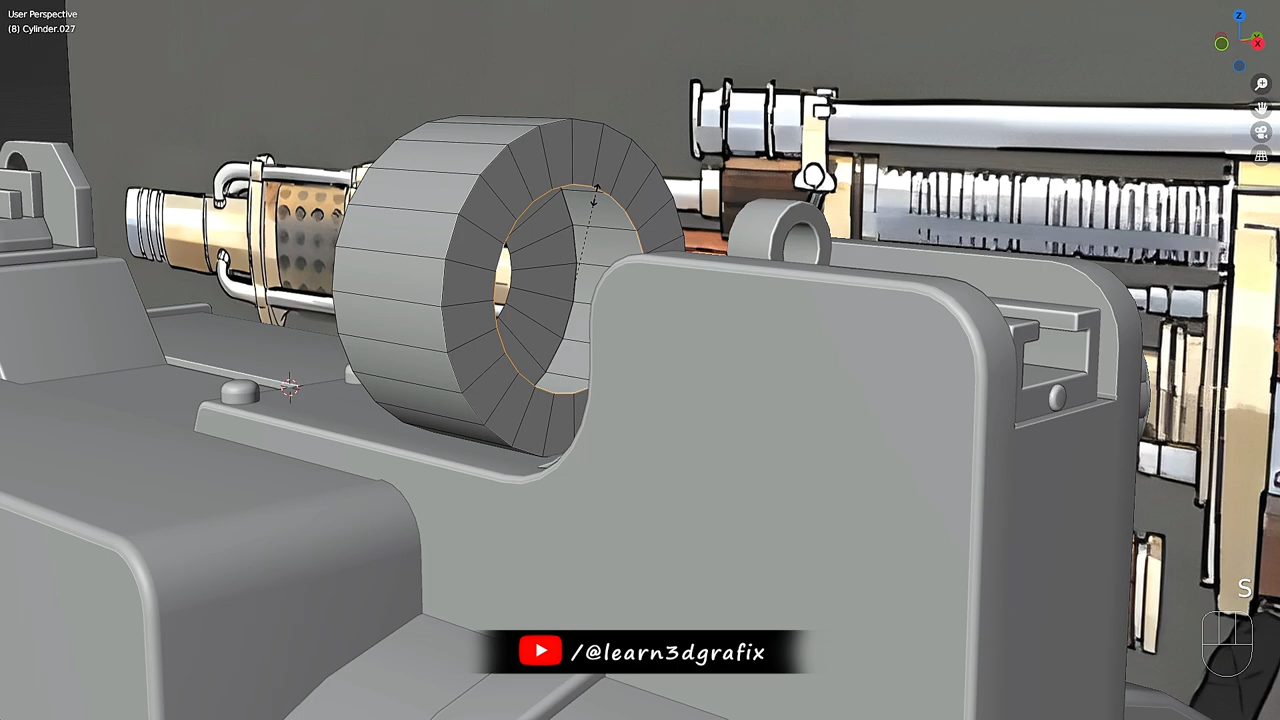 User Perspective
(8) Cylinder.027
Z
Y
X
S
/@learn3dgrafix